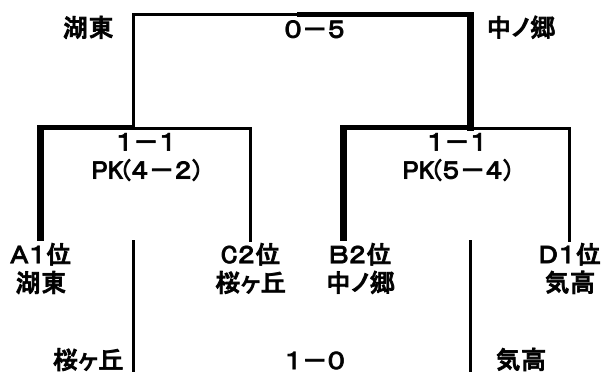 湖東 0－5 中ノ郷
1－1 1－1
PK(4－2) PK(5－4)
A1位 C2位 B2位 D1位
湖東 桜ヶ丘 中ノ郷 気高
桜ヶ丘 1－0 気高